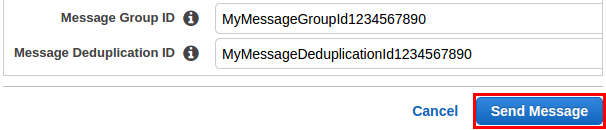 Message Group ID MyMessageGroupId1234567890
Message Deduplication ID MyMessageDeduplicationId1234567890
Cancel Send Message